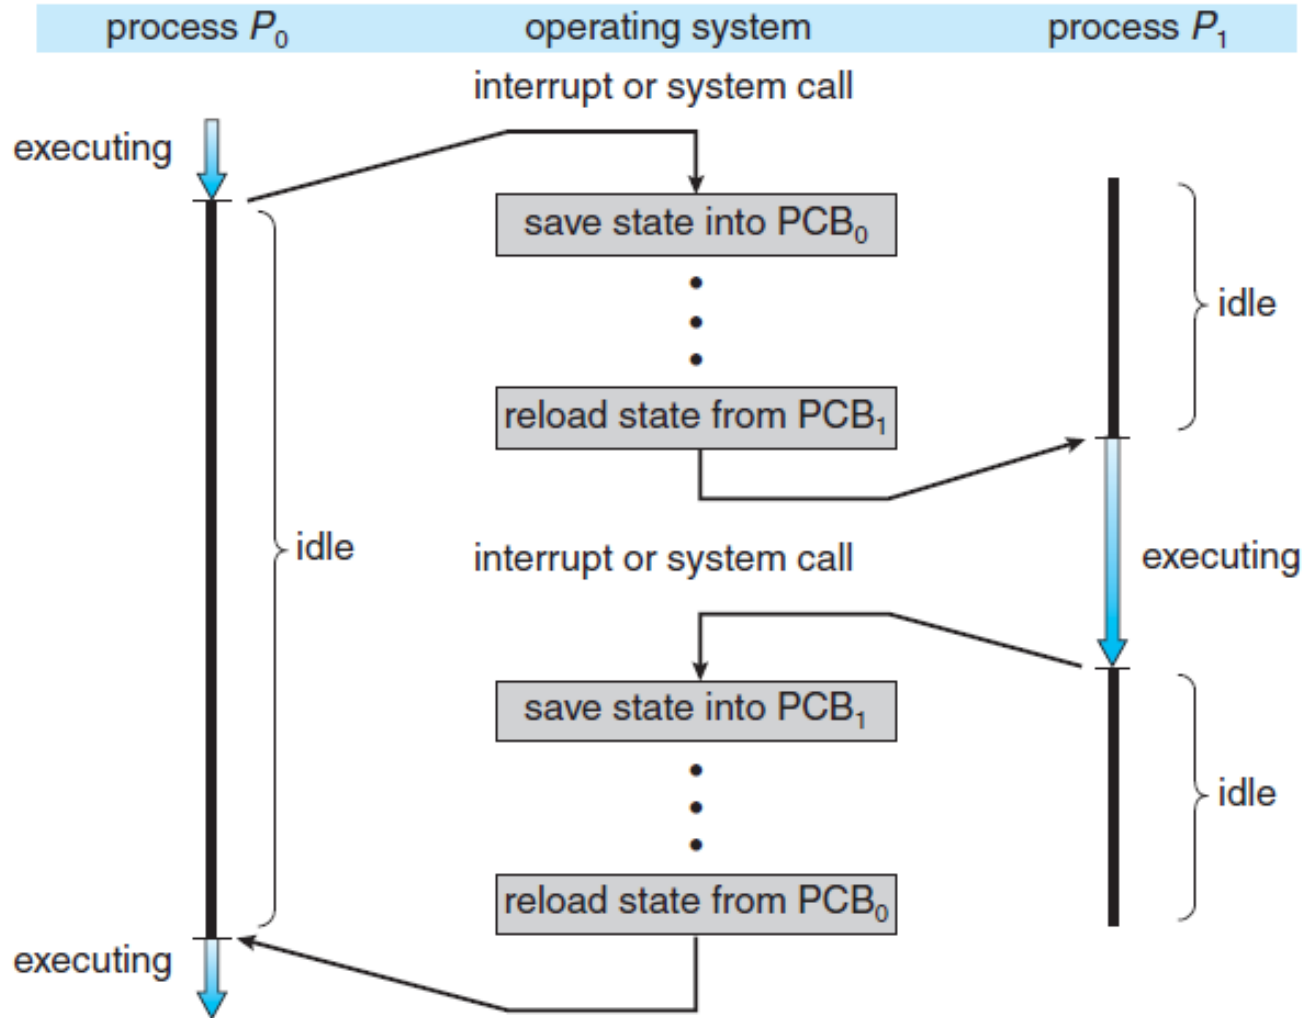 process P₀ operating system process P₁
interrupt or system call
executing
save state into PCB₀
idle
reload state from PCB₁
idle
interrupt or system call
executing
save state into PCB₁
idle
reload state from PCB₀
executing